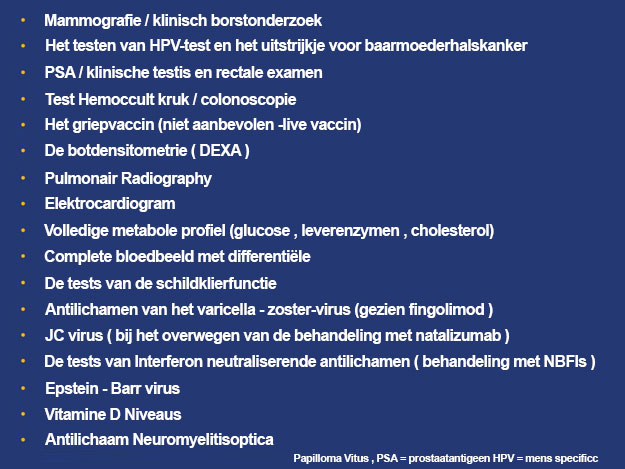 • Mammografie / klinisch borstonderzoek
• Het testen van HPV-test en het uitstrijkje voor baarmoederhalskanker
• PSA / klinische testis en rectale examen
• Test Hemoccult kruk / colonoscopie
• Het griepvaccin (niet aanbevolen -live vaccin)
• De botdensitometrie ( DEXA )
• Pulmonair Radiography
• Elektrocardiogram
• Volledige metabole profiel (glucose , leverenzymen , cholesterol)
• Complete bloedbeeld met differentiële
• De tests van de schildklierfunctie
• Antilichamen van het varicella - zoster-virus (gezien fingolimod )
• JC virus ( bij het overwegen van de behandeling met natalizumab )
• De tests van Interferon neutraliserende antilichamen ( behandeling met NBFIs )
• Epstein - Barr virus
• Vitamine D Niveaus
• Antilichaam Neuromyelitisoptica
Papilloma Vitus , PSA = prostaatantigeen HPV = mens specificc